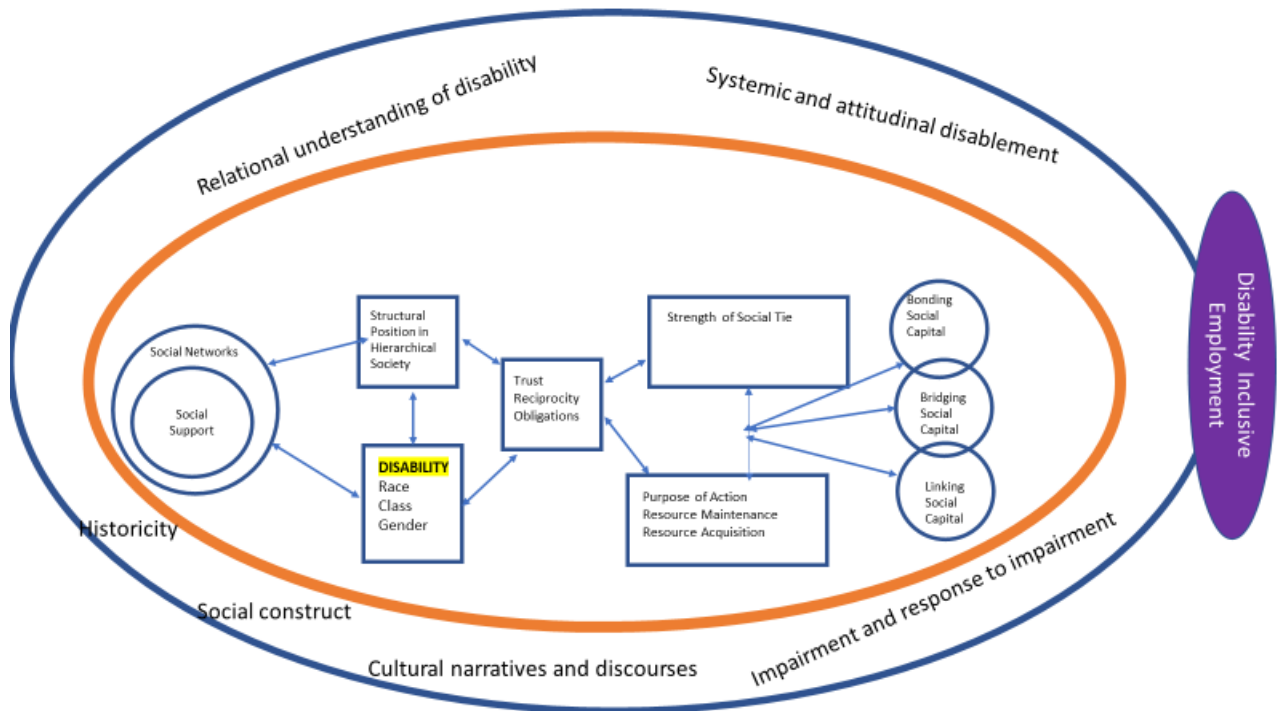 Relational understanding of disability
Systemic and attitudinal disablement
Social Networks
Social
Support
Structural
Position in
Hierarchical
Society
DISABILITY
Race
Class
Gender
Trust
Reciprocity
Obligations
Strength of Social Tie
Purpose of Action
Resource Maintenance
Resource Acquisition
Bonding
Social
Capital
Bridging
Social
Capital
Linking
Social
Capital
Disability Inclusive
Employment
Historicity
Social construct
Cultural narratives and discourses
Impairment and response to impairment